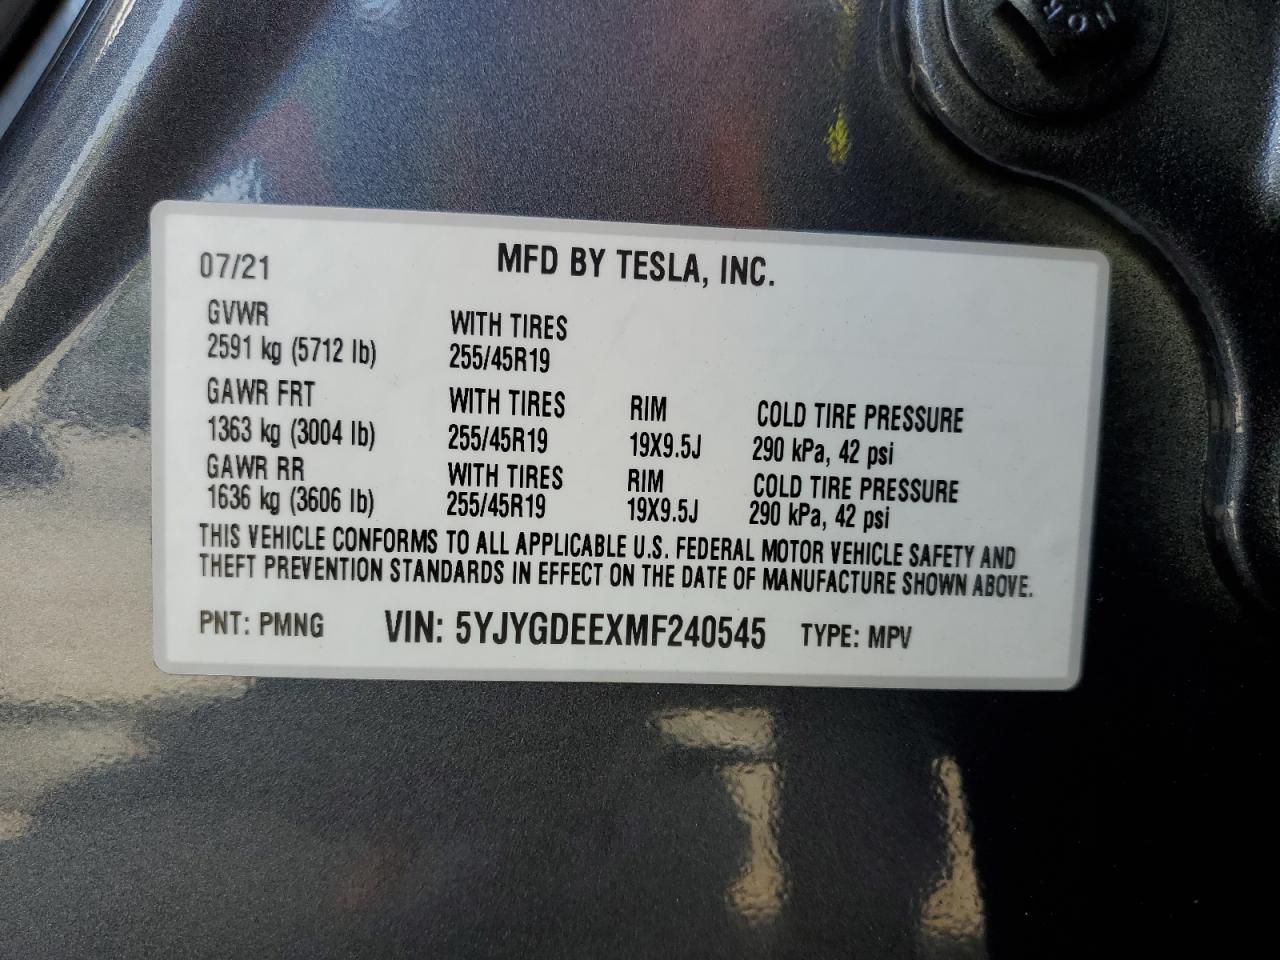 NOR
07/21 MFD BY TESLA, INC.
GVWR WITH TIRES
2591 kg (5712 lb) 255/45R19
GAWR FRT WITH TIRES RIM COLD TIRE PRESSURE
1363 kg (3004 lb) 255/45R19 19X9.5J 290 kPa, 42 psi
GAWR RR WITH TIRES RIM COLD TIRE PRESSURE
1636 kg (3606 lb) 255/45R19 19X9.5J 290 kPa, 42 psi
THIS VEHICLE CONFORMS TO ALL APPLICABLE U.S. FEDERAL MOTOR VEHICLE SAFETY AND
THEFT PREVENTION STANDARDS IN EFFECT ON THE DATE OF MANUFACTURE SHOWN ABOVE.
PNT: PMNG VIN: 5YJYGDEEXMF240545 TYPE: MPV